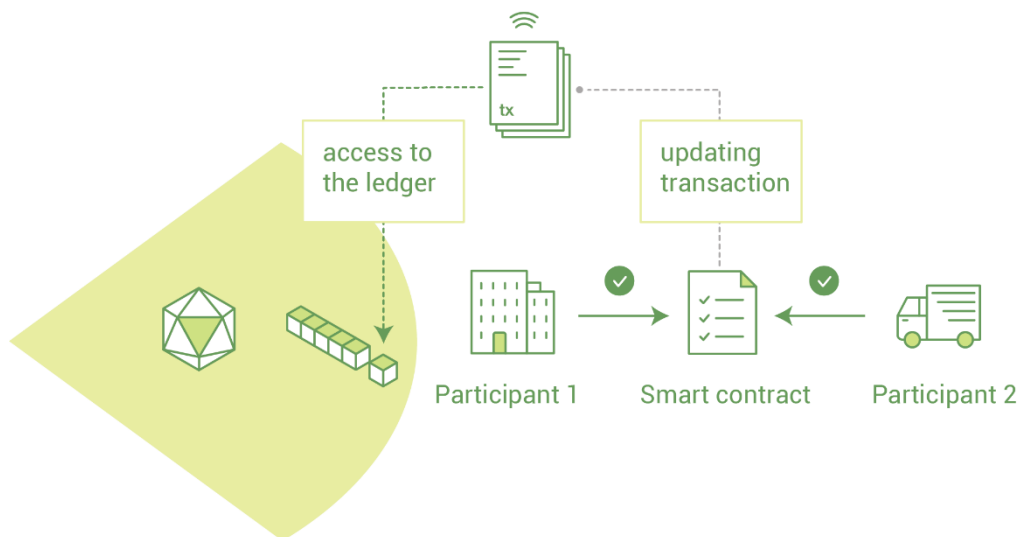 tx
access to
the ledger
updating
transaction
Participant 1
Smart contract
Participant 2